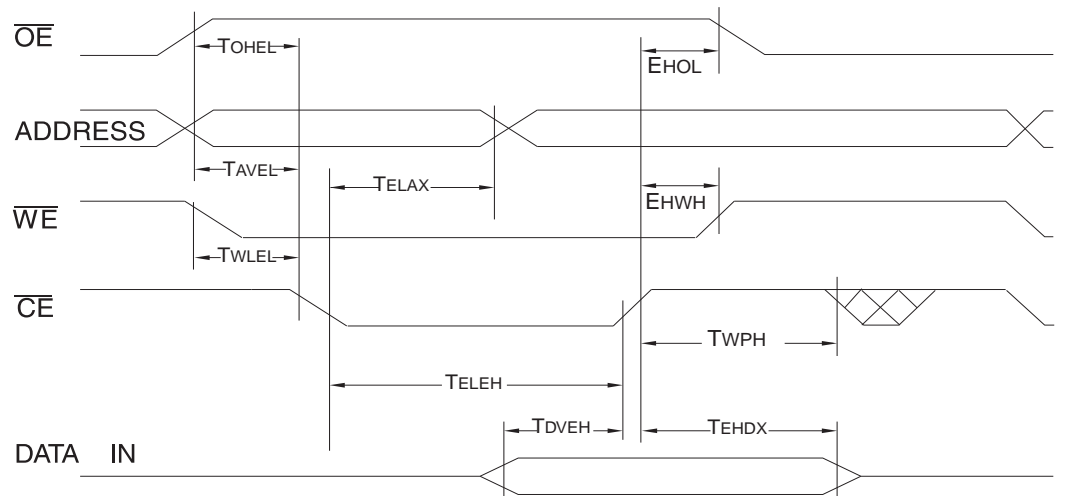 OE
TOHEL
EHOL
ADDRESS
TAVEL
TELAX
EHWH
WE
TWLEL
CE
TWPH
TELEH
TDVEH
TEHDX
DATA IN